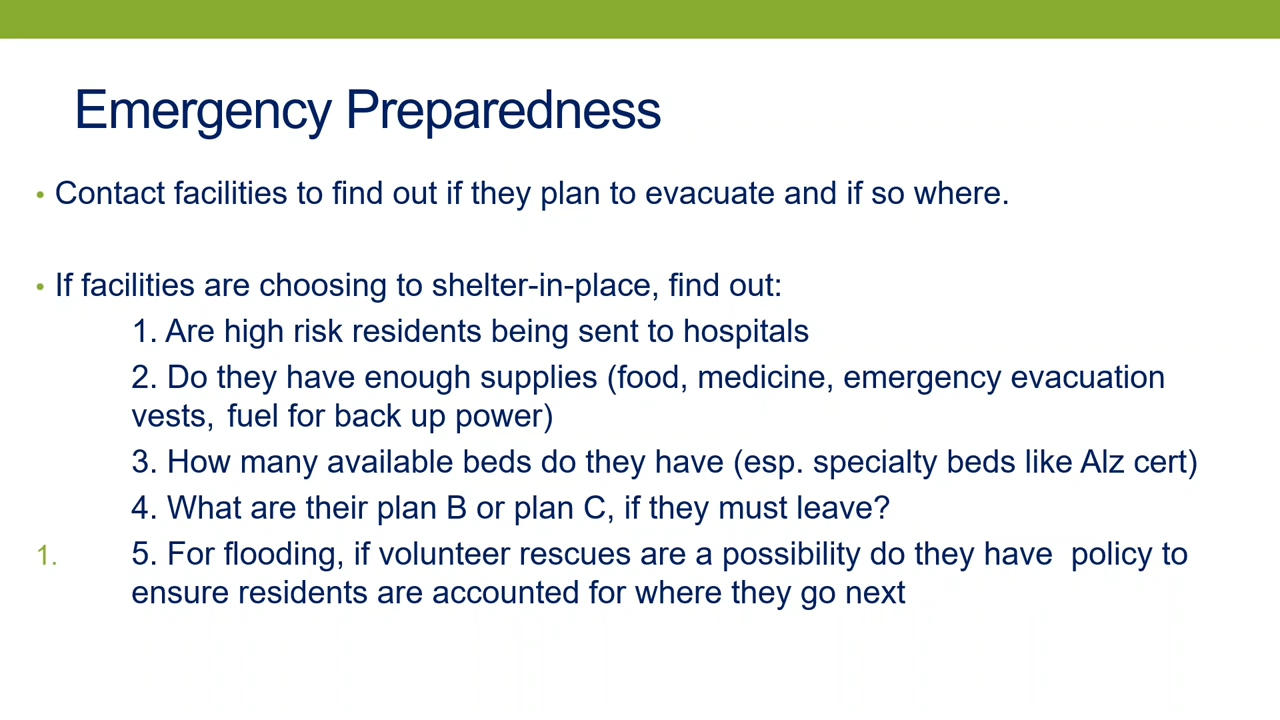 Emergency Preparedness
• Contact facilities to find out if they plan to evacuate and if so where.
• If facilities are choosing to shelter-in-place, find out:
1. Are high risk residents being sent to hospitals
2. Do they have enough supplies (food, medicine, emergency evacuation
vests, fuel for back up power)
3. How many available beds do they have (esp. specialty beds like Alz cert)
4. What are their plan B or plan C, if they must leave?
1. 5. For flooding, if volunteer rescues are a possibility do they have  policy to
ensure residents are accounted for where they go next